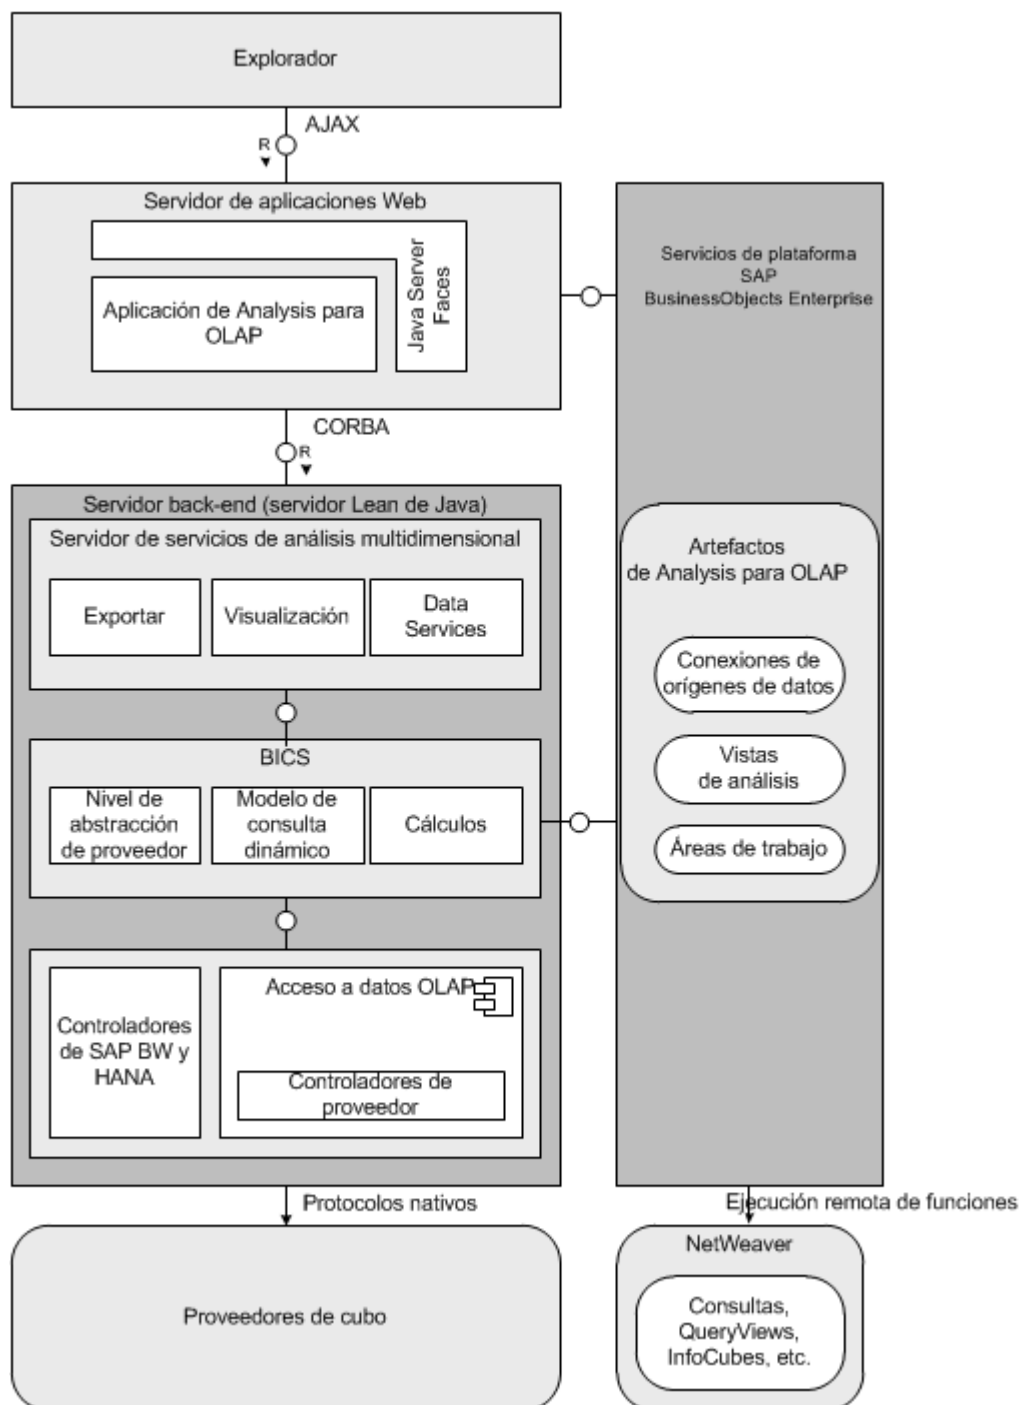 Explorador
AJAX
R
Servidor de aplicaciones Web
Java Server
Faces
Aplicación de Analysis para
OLAP
Servicios de plataforma
SAP
BusinessObjects Enterprise
CORBA
R
Servidor back-end (servidor Lean de Java)
Servidor de servicios de análisis multidimensional
Exportar
Visualización
Data
Services
Artefactos
de Analysis para OLAP
Conexiones de
orígenes de datos
Vistas
de análisis
Áreas de trabajo
BICS
Nivel de
abstracción
de proveedor
Modelo de
consulta
dinámico
Cálculos
Controladores
de SAP BW y
HANA
Acceso a datos OLAP
Controladores de
proveedor
Protocolos nativos
Ejecución remota de funciones
Proveedores de cubo
NetWeaver
Consultas,
QueryViews,
InfoCubes, etc.